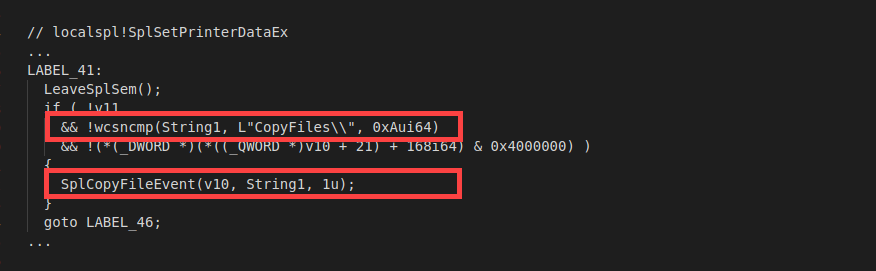 // localspl!SplSetPrinterDataEx
...
LABEL_41:
LeaveSplSem();
if ( !v11
&& !wcsncmp(String1, L"CopyFiles\\", 0xAui64)
&& !(*(_DWORD *)(*((_QWORD *)v10 + 21) + 168i64) & 0x4000000) )
{
SplCopyFileEvent(v10, String1, 1u);
}
goto LABEL_46;
...